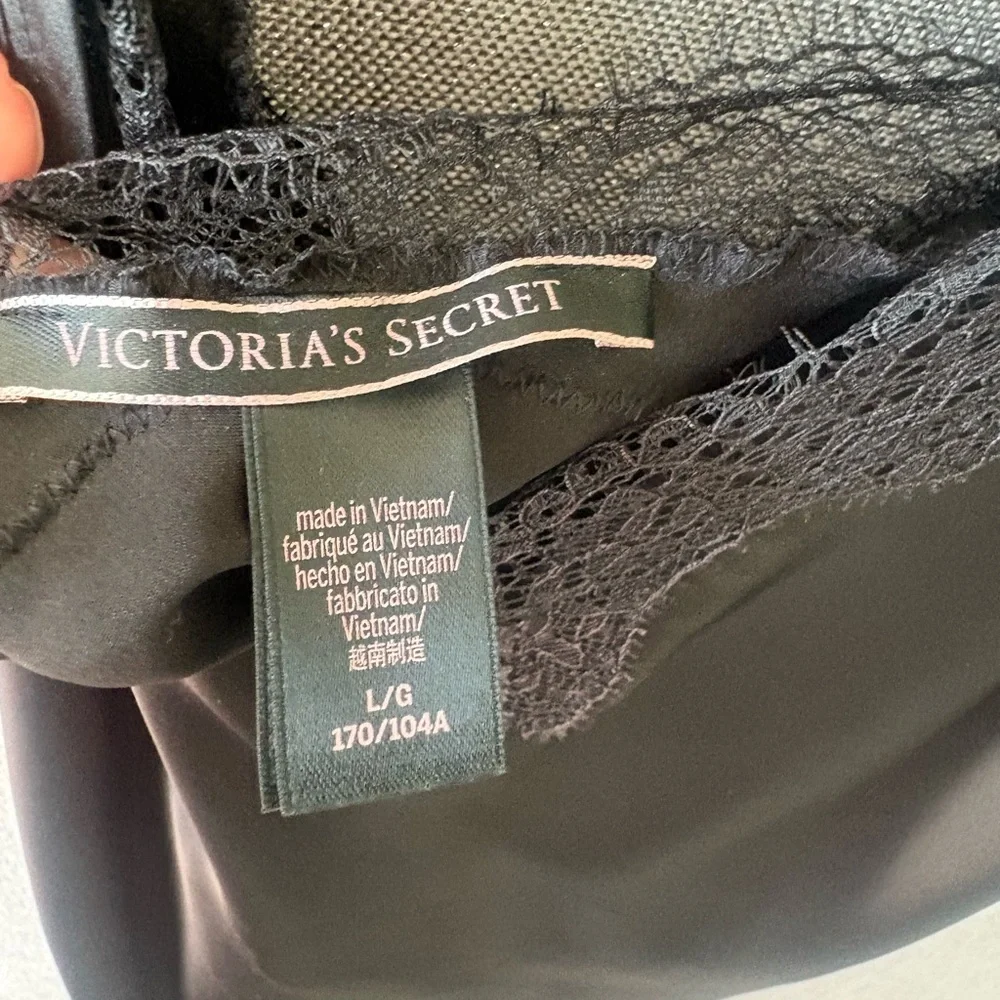 VICTORIA'S SECRET
made in Vietnam/
fabriqué au Vietnam/
hecho en Vietnam/
fabbricato in
Vietnam/
越南制造
L/G
170/104A